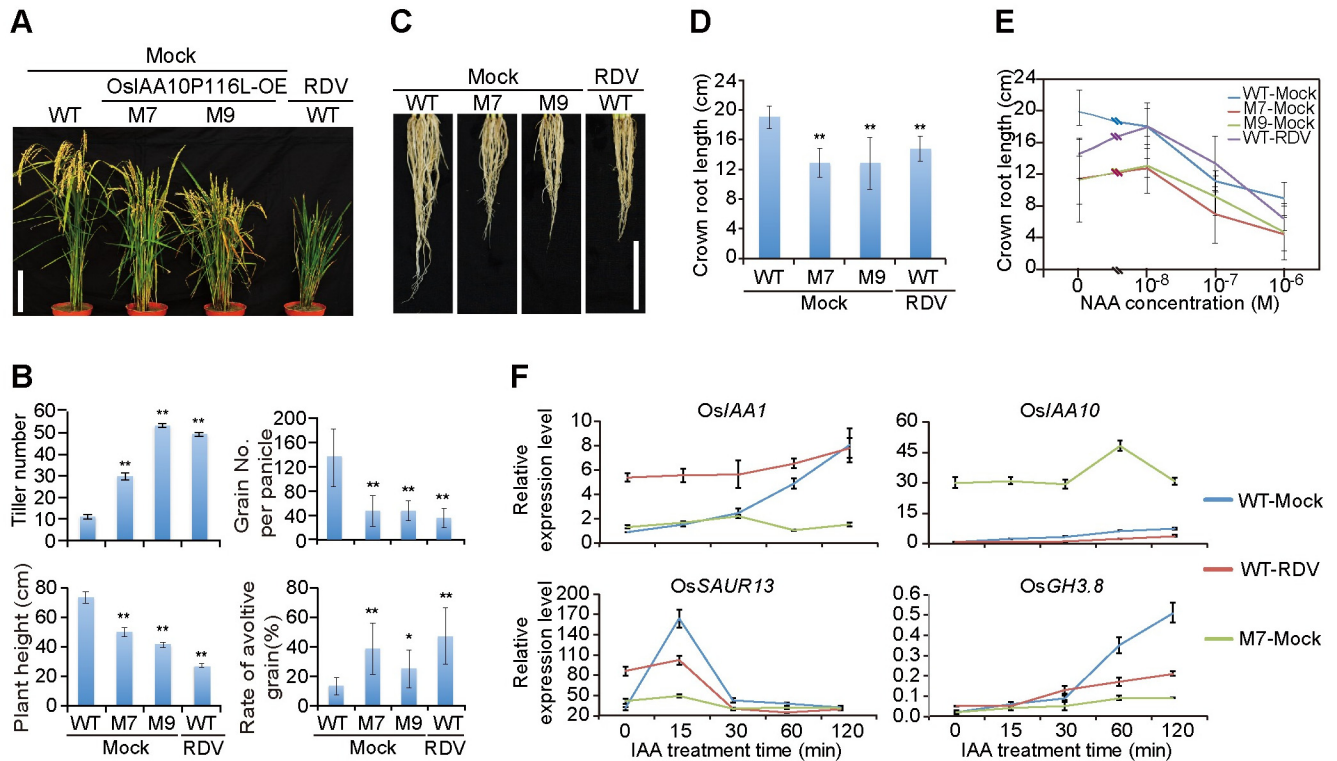 A
Mock
OsIAA10P116L-OE
RDV
WT
M7
M9
WT
C
Mock
RDV
WT
M7
M9
WT
D
Crown root length (cm)
24
20
16
12
8
4
0
**
**
**
WT
M7
M9
WT
Mock
RDV
E
Crown root length (cm)
24
20
16
12
8
4
0
WT-Mock
M7-Mock
M9-Mock
WT-RDV
0
10-8
10-7
10-6
NAA concentration (M)
B
Tiller number
60
50
40
30
20
10
0
**
**
**
Grain No.
per panicle
200
160
120
80
40
0
**
**
**
Plant height (cm)
80
60
40
20
0
**
**
**
WT
M7
M9
WT
Mock
RDV
Rate of avoltive
grain(%)
80
60
40
20
0
**
*
**
WT
M7
M9
WT
Mock
RDV
F
OsIAA1
Relative
expression level
10
8
6
4
2
0
OsIAA10
60
45
30
15
0
OsSAUR13
Relative
expression level
200
170
140
110
80
50
20
0
15
30
60
120
OsGH3.8
0.6
0.5
0.4
0.3
0.2
0.1
0.0
0
15
30
60
120
IAA treatment time (min)
IAA treatment time (min)
WT-Mock
WT-RDV
M7-Mock